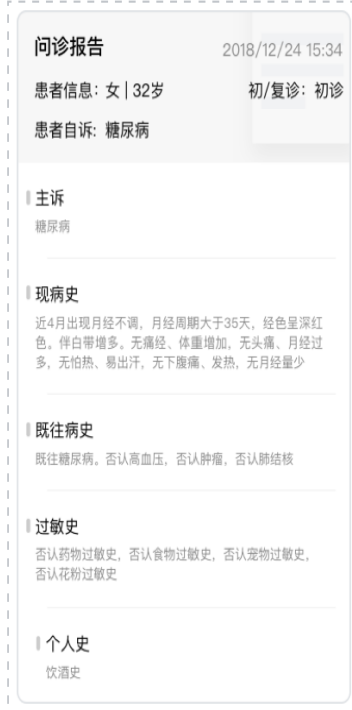 问诊报告 2018/12/24 15:34
患者信息: 女 | 32岁 初/复诊: 初诊
患者自诉: 糖尿病
主诉
糖尿病
现病史
近4月出现月经不调，月经周期大于35天，经色呈深红
色。伴白带增多。无痛经、体重增加，无头痛、月经过
多，无怕热、易出汗，无下腹痛、发热，无月经量少
既往病史
既往糖尿病。否认高血压，否认肿瘤，否认肺结核
过敏史
否认药物过敏史，否认食物过敏史，否认宠物过敏史，
否认花粉过敏史
个人史
饮酒史